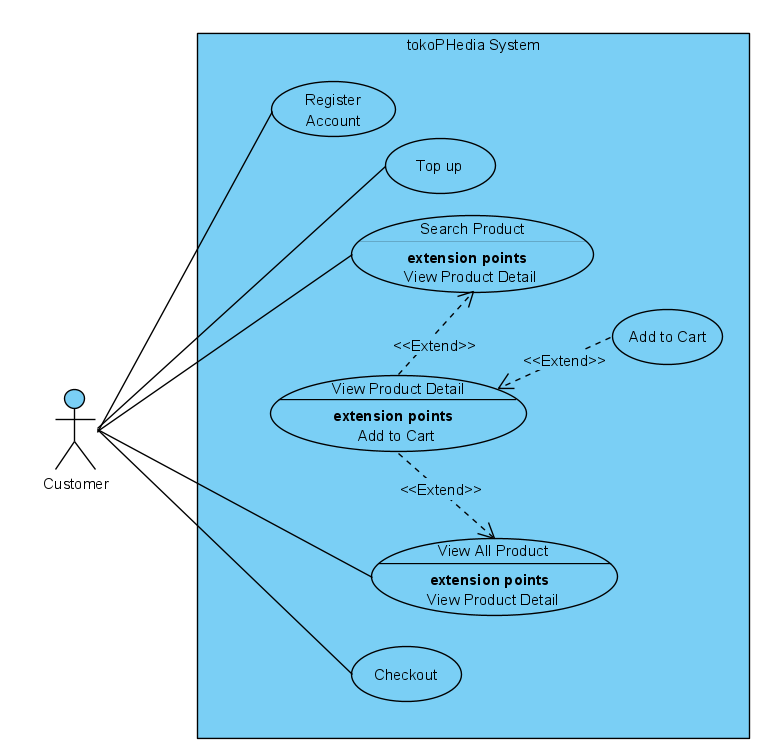 tokoPHedia System
Register
Account
Top up
Search Product
extension points
View Product Detail
<<Extend>>
Add to Cart
<<Extend>>
View Product Detail
extension points
Add to Cart
Customer
<<Extend>>
View All Product
extension points
View Product Detail
Checkout